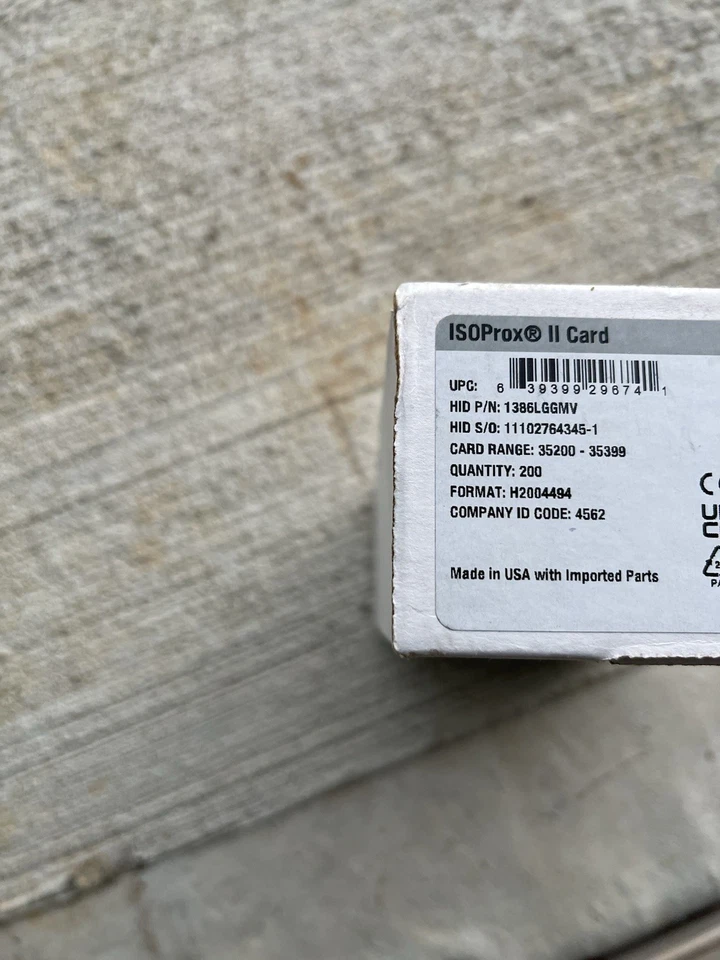 ISOProx® II Card
UPC: 6 39399 29674 1
HID P/N: 1386LGGMV
HID S/O: 11102764345-1
CARD RANGE: 35200 - 35399
QUANTITY: 200
FORMAT: H2004494
COMPANY ID CODE: 4562
Made in USA with Imported Parts